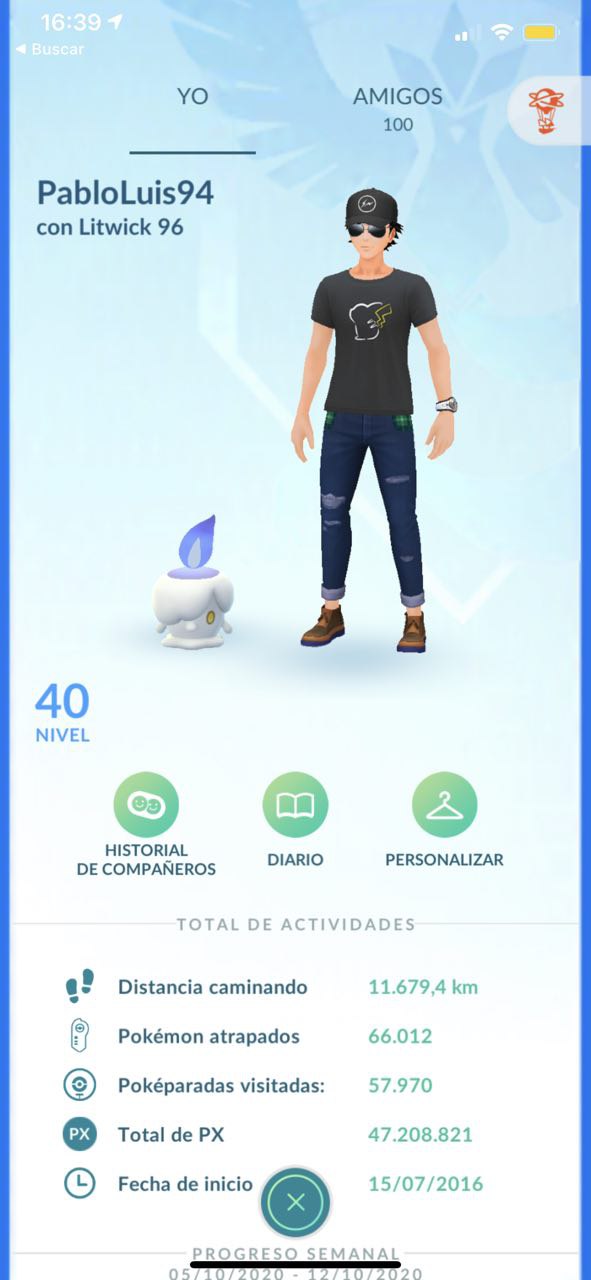 16:39
Buscar
YO
AMIGOS
100
PabloLuis94
con Litwick 96
40
NIVEL
HISTORIAL
DE COMPAÑEROS
DIARIO
PERSONALIZAR
TOTAL DE ACTIVIDADES
Distancia caminando 11.679,4 km
Pokémon atrapados 66.012
Poképaradas visitadas: 57.970
PX Total de PX 47.208.821
Fecha de inicio 15/07/2016
PROGRESO SEMANAL
05/10/2020 - 12/10/2020